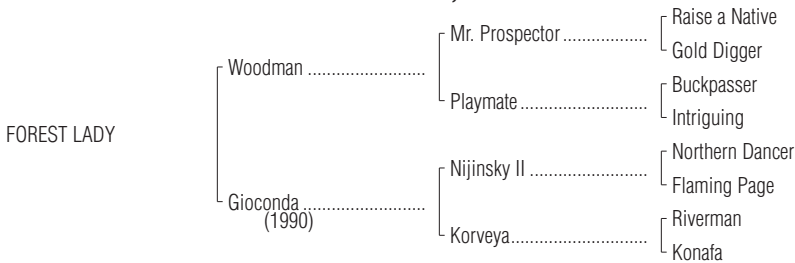 Raise a Native
Mr. Prospector ....................
Gold Digger
Woodman ..........................
Buckpasser
Playmate ............................
Intriguing
FOREST LADY
Northern Dancer
Nijinsky II ..........................
Flaming Page
Gioconda ...........................
(1990)
Riverman
Korveya..............................
Konafa